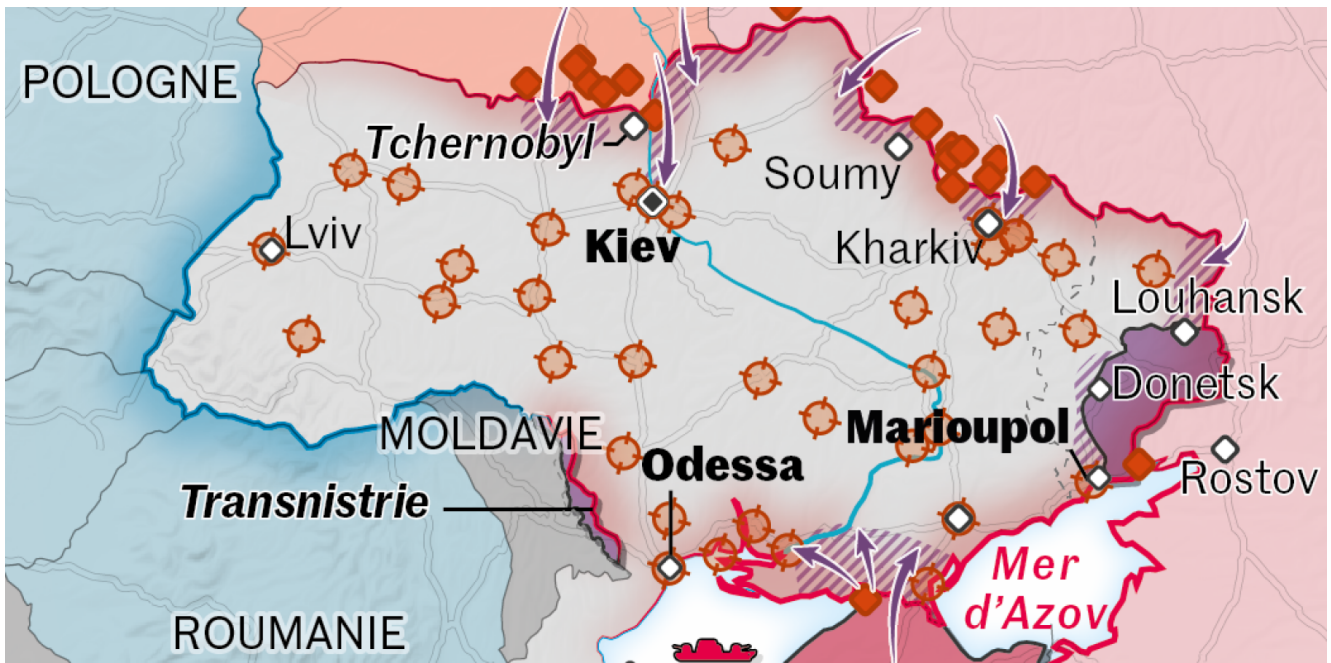 POLOGNE
Tchernobyl
Soumy
Lviv
Kiev
Kharkiv
Louhansk
Donetsk
MOLDAVIE
Marioupol
Odessa
Rostov
Transnistrie
Mer
d'Azov
ROUMANIE